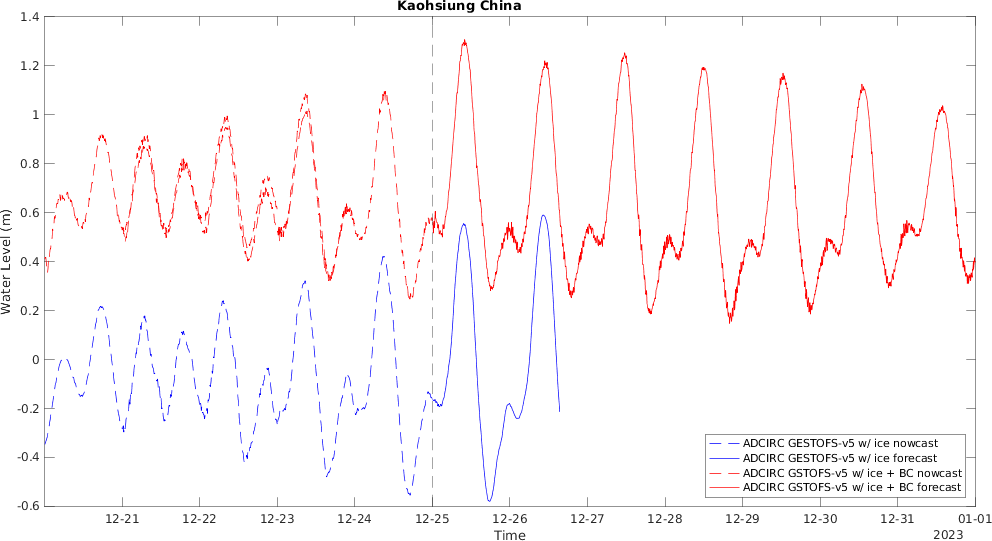 Kaohsiung China
1.4
1.2
1
0.8
0.6
0.4
0.2
0
-0.2
-0.4
-0.6
Water Level (m)
ADCIRC GESTOFS-v5 w/ ice nowcast
ADCIRC GESTOFS-v5 w/ ice forecast
ADCIRC GSTOFS-v5 w/ ice + BC nowcast
ADCIRC GSTOFS-v5 w/ ice + BC forecast
12-21 12-22 12-23 12-24 12-25 12-26 12-27 12-28 12-29 12-30 12-31 01-01
Time
2023